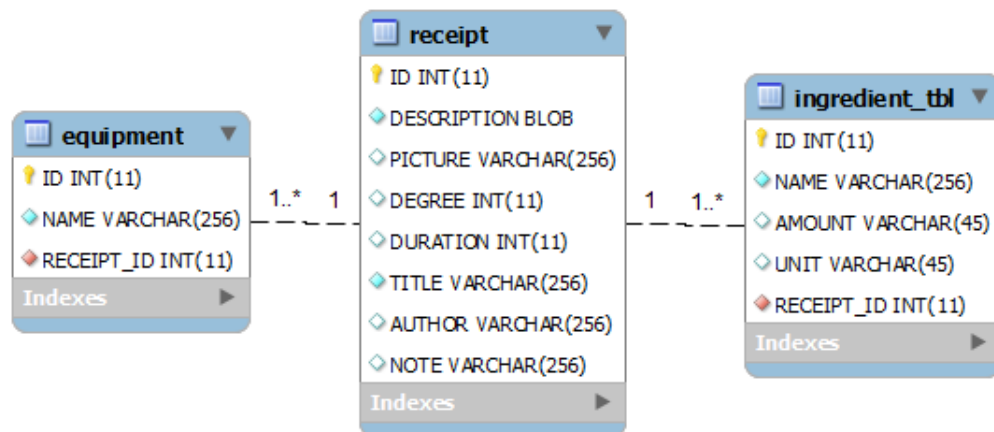 equipment
ID INT(11)
NAME VARCHAR(256)
RECEIPT_ID INT(11)
Indexes
1..*
1
receipt
ID INT(11)
DESCRIPTION BLOB
PICTURE VARCHAR(256)
DEGREE INT(11)
DURATION INT(11)
TITLE VARCHAR(256)
AUTHOR VARCHAR(256)
NOTE VARCHAR(256)
Indexes
1
1..*
ingredient_tbl
ID INT(11)
NAME VARCHAR(256)
AMOUNT VARCHAR(45)
UNIT VARCHAR(45)
RECEIPT_ID INT(11)
Indexes